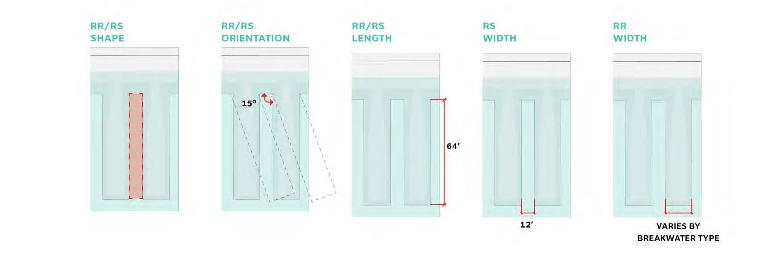 RR/RS
SHAPE
RR/RS
ORIENTATION
RR/RS
LENGTH
RS
WIDTH
RR
WIDTH
15º
64'
12'
VARIES BY
BREAKWATER TYPE